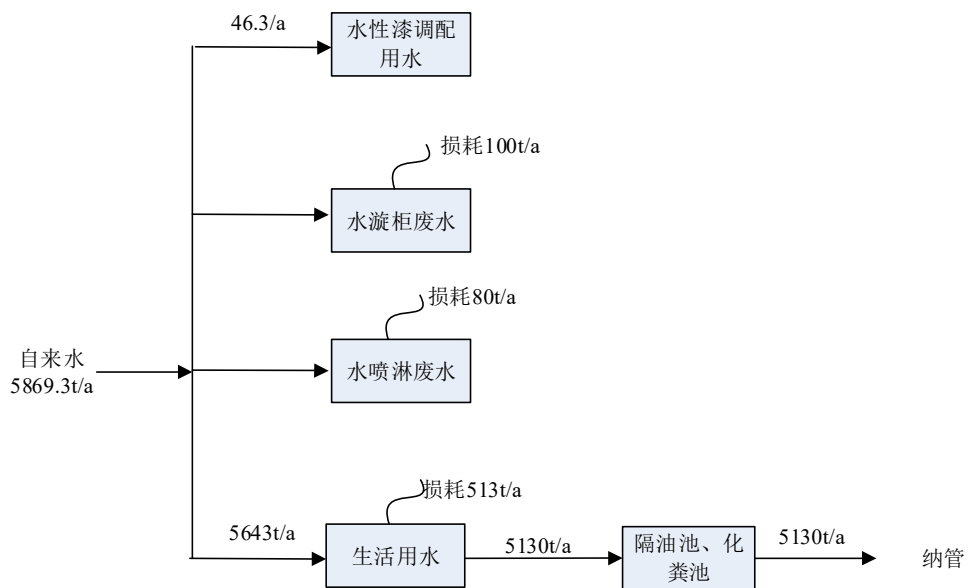 46.3/a
水性漆调配
用水
损耗100t/a
水漩柜废水
损耗80t/a
水喷淋废水
自来水
5869.3t/a
损耗513t/a
5643t/a
生活用水
5130t/a
隔油池、化
粪池
5130t/a
纳管